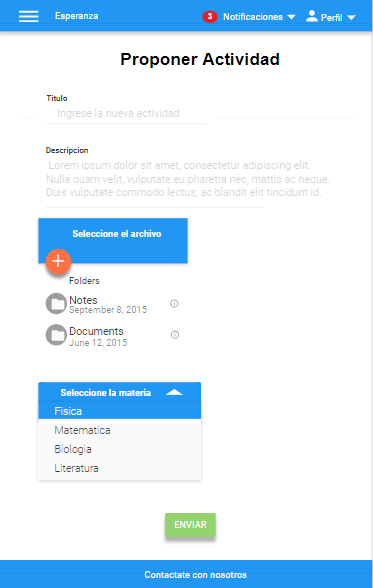 Esperanza
3 Notificaciones Perfil
Proponer Actividad
Titulo
Ingrese la nueva actividad
Descripcion
Lorem ipsum dolor sit amet, consectetur adipiscing elit.
Nulla quam velit, vulputate eu pharetra nec, mattis ac neque.
Duis vulputate commodo lectus, ac blandit elit tincidunt id.
Seleccione el archivo
Folders
Notes
September 8, 2015
Documents
June 12, 2015
Seleccione la materia
Fisica
Matematica
Biologia
Literatura
ENVIAR
Contactate con nosotros